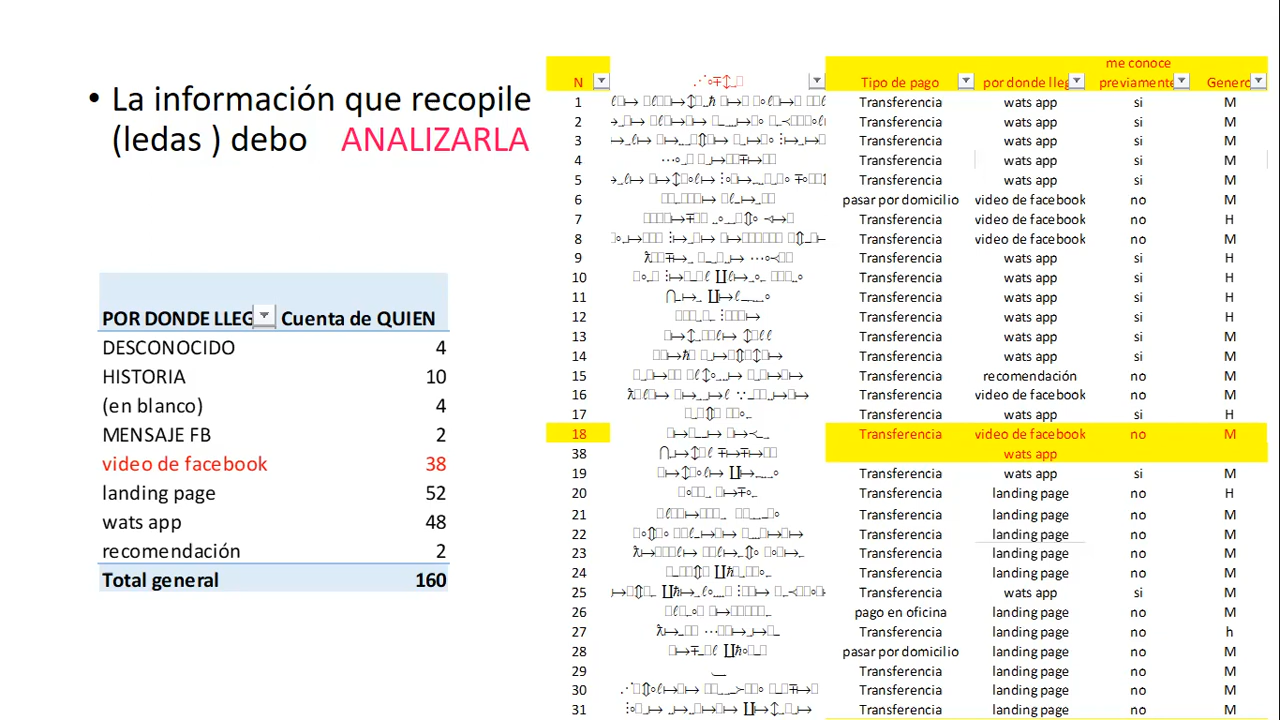 • La información que recopile
(ledas ) debo ANALIZARLA
POR DONDE LLEG Cuenta de QUIEN
DESCONOCIDO 4
HISTORIA 10
(en blanco) 4
MENSAJE FB 2
video de facebook 38
landing page 52
wats app 48
recomendación 2
Total general 160
me conoce
N Tipo de pago por donde lleg previamente Genero
1 Transferencia wats app si M
2 Transferencia wats app si M
3 Transferencia wats app si M
4 Transferencia wats app si M
5 Transferencia wats app si M
6 pasar por domicilio video de facebook no M
7 Transferencia video de facebook no H
8 Transferencia video de facebook no M
9 Transferencia wats app si H
10 Transferencia wats app si H
11 Transferencia wats app si H
12 Transferencia wats app si H
13 Transferencia wats app si M
14 Transferencia wats app si M
15 Transferencia recomendación no M
16 Transferencia video de facebook no M
17 Transferencia wats app si H
18 Transferencia video de facebook no M
38 wats app
19 Transferencia wats app si M
20 Transferencia landing page no H
21 Transferencia landing page no M
22 Transferencia landing page no M
23 Transferencia landing page no M
24 Transferencia landing page no M
25 Transferencia wats app si M
26 pago en oficina landing page no M
27 Transferencia landing page no h
28 pasar por domicilio landing page no M
29 Transferencia landing page no M
30 Transferencia landing page no M
31 Transferencia landing page no M